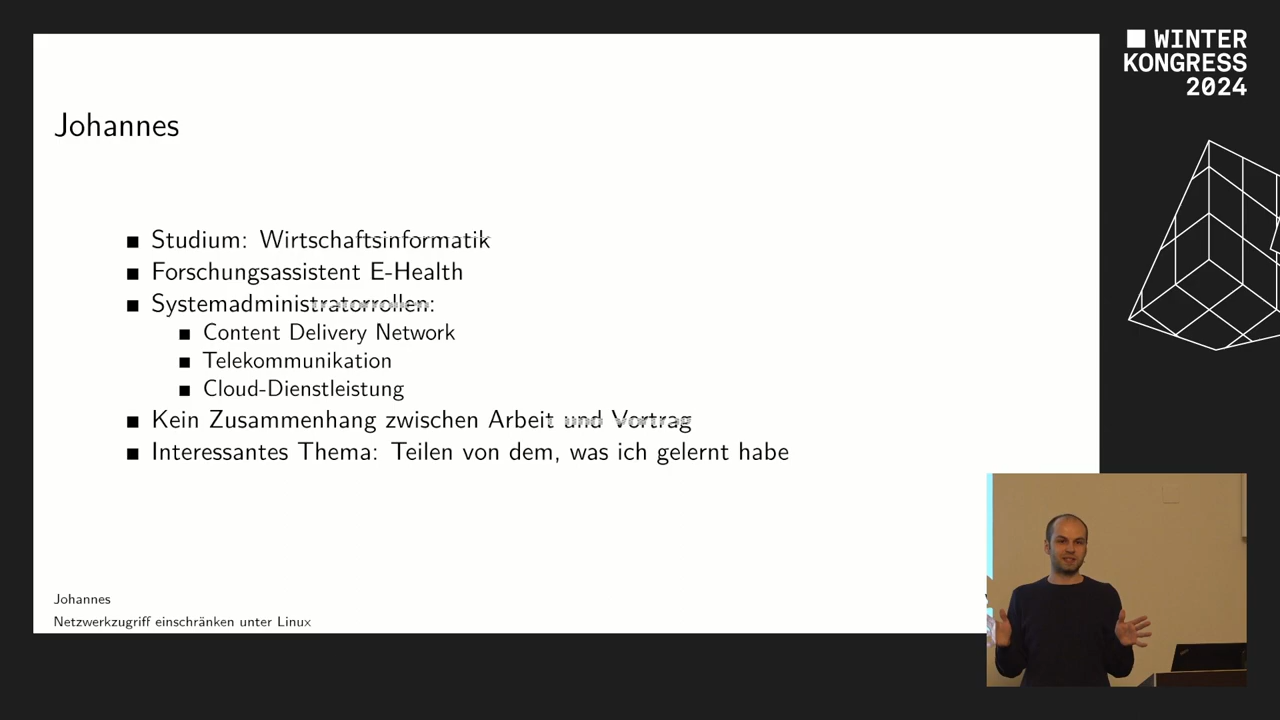 WINTER
KONGRESS
2024
Johannes
Studium: Wirtschaftsinformatik
Forschungsassistent E-Health
Systemadministratorrollen:
Content Delivery Network
Telekommunikation
Cloud-Dienstleistung
Kein Zusammenhang zwischen Arbeit und Vortrag
Interessantes Thema: Teilen von dem, was ich gelernt habe
Johannes
Netzwerkzugriff einschränken unter Linux